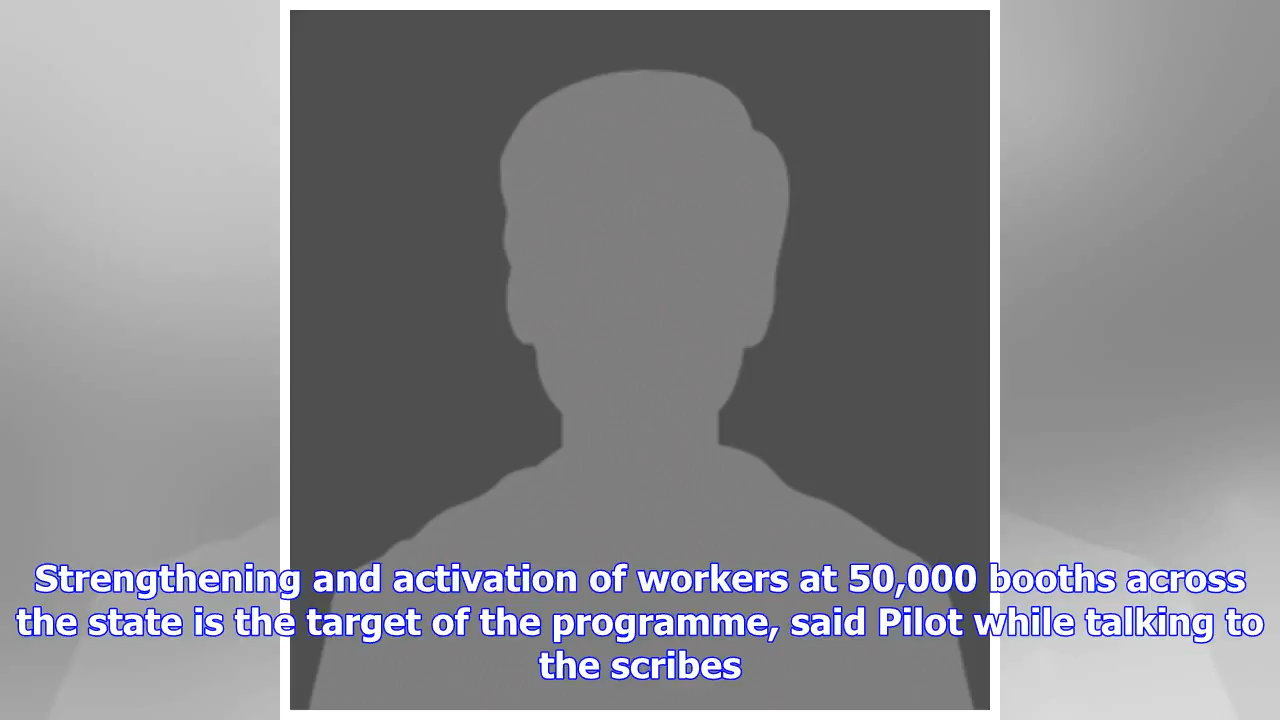 Strengthening and activation of workers at 50,000 booths across
the state is the target of the programme, said Pilot while talking to
the scribes